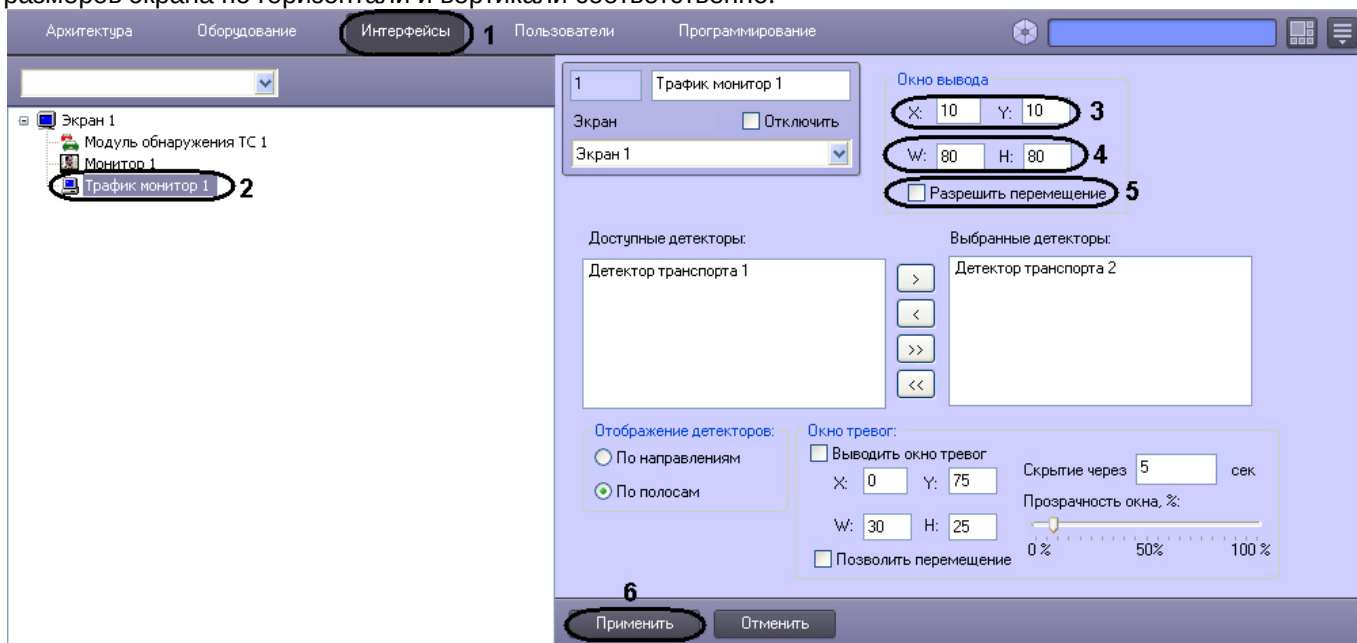 размеров экрана по горизонтали и вертикали соответственно.
Архитектура Оборудование Интерфейсы 1 Пользователи Программирование
Экран 1
Модуль обнаружения ТС 1
Монитор 1
Трафик монитор 1 2
1 Трафик монитор 1
Экран Отключить
Экран 1
Окно вывода
X: 10 Y: 10 3
W: 80 H: 80 4
Разрешить перемещение 5
Доступные детекторы: Выбранные детекторы:
Детектор транспорта 1 Детектор транспорта 2
>
<
>>
<<
Отображение детекторов:
По направлениям
По полосам
Окно тревог:
Выводить окно тревог
X: 0 Y: 75
W: 30 H: 25
Позволить перемещение
Скрытие через 5 сек
Прозрачность окна, %:
0 % 50% 100 %
6
Применить Отменить